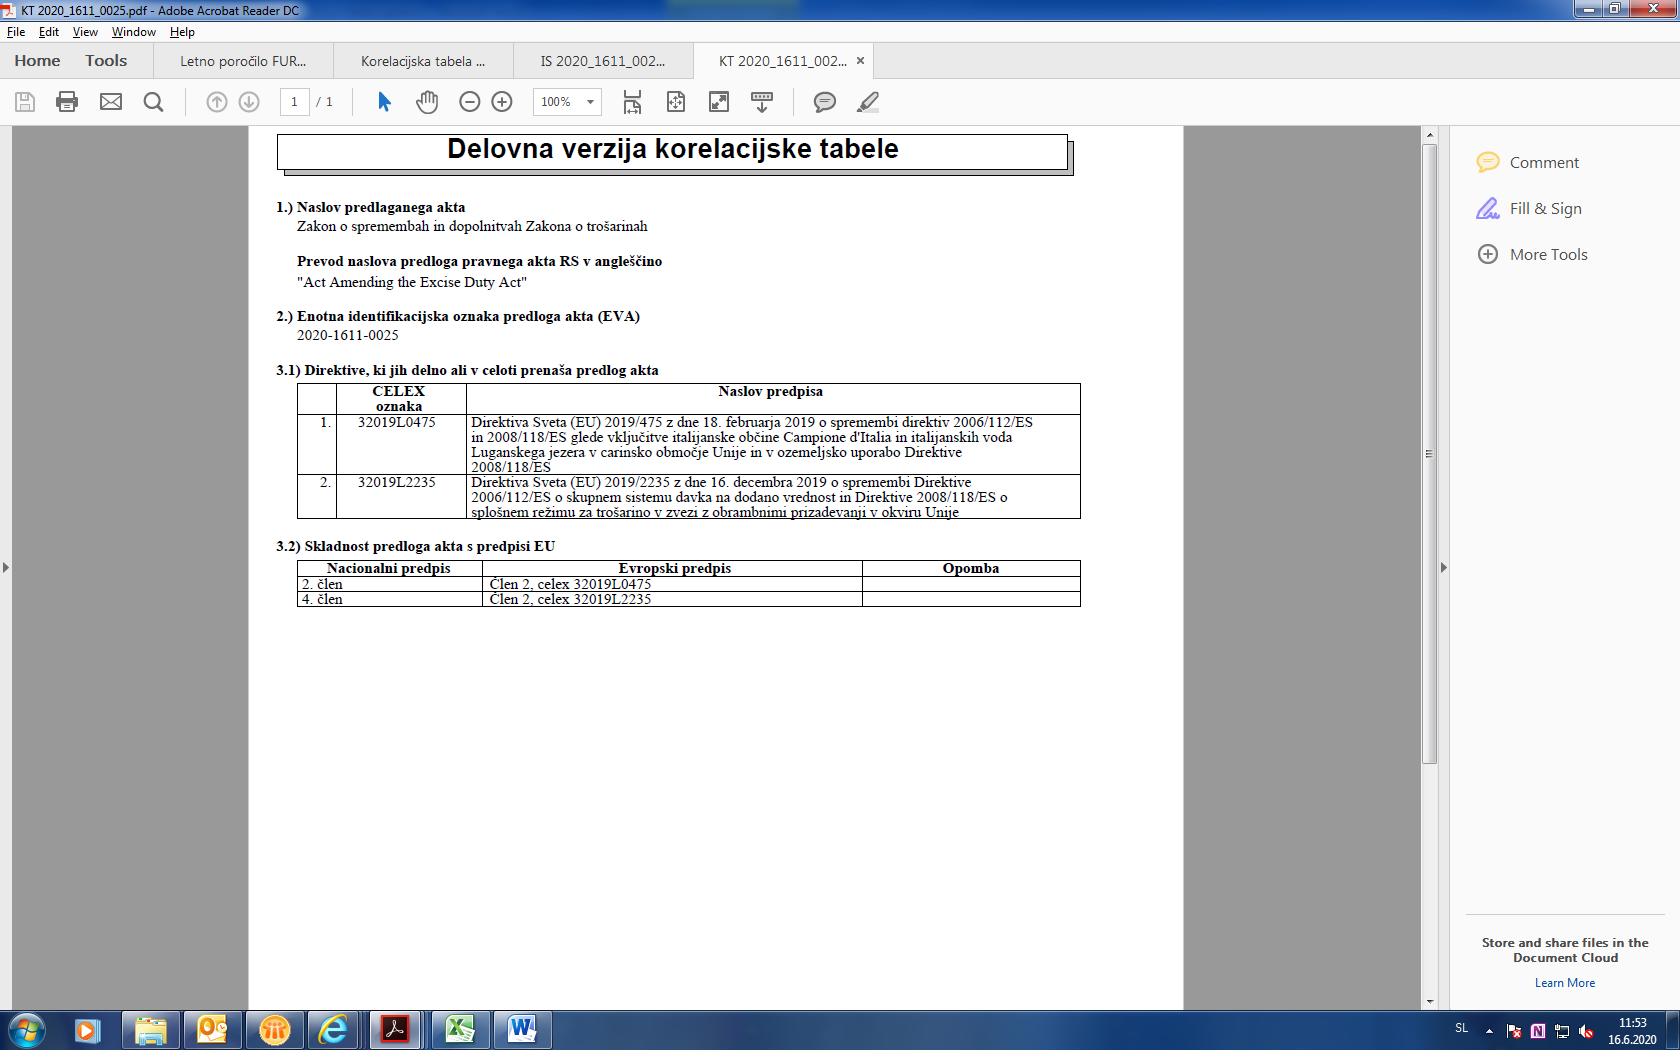 KT 2020_1611_0025.pdf - Adobe Acrobat Reader DC
File Edit View Window Help
Home Tools Letno poročilo FUR... Korelacijska tabela ... IS 2020_1611_002... KT 2020_1611_002... ×
1 / 1 100%
Delovna verzija korelacijske tabele
1.) Naslov predlaganega akta
Zakon o spremembah in dopolnitvah Zakona o trošarinah
Prevod naslova predloga pravnega akta RS v angleščino
"Act Amending the Excise Duty Act"
2.) Enotna identifikacijska oznaka predloga akta (EVA)
2020-1611-0025
3.1) Direktive, ki jih delno ali v celoti prenaša predlog akta
CELEX oznaka Naslov predpisa
1. 32019L0475 Direktiva Sveta (EU) 2019/475 z dne 18. februarja 2019 o spremembi direktiv 2006/112/ES
in 2008/118/ES glede vključitve italijanske občine Campione d'Italia in italijanskih voda
Luganskega jezera v carinsko območje Unije in v ozemeljsko uporabo Direktive
2008/118/ES
2. 32019L2235 Direktiva Sveta (EU) 2019/2235 z dne 16. decembra 2019 o spremembi Direktive
2006/112/ES o skupnem sistemu davka na dodano vrednost in Direktive 2008/118/ES o
splošnem režimu za trošarino v zvezi z obrambnimi prizadevanji v okviru Unije
3.2) Skladnost predloga akta s predpisi EU
Nacionalni predpis Evropski predpis Opomba
2. člen Člen 2, celex 32019L0475
4. člen Člen 2, celex 32019L2235
Comment
Fill & Sign
More Tools
Store and share files in the
Document Cloud
Learn More
SL 11:53
16.6.2020